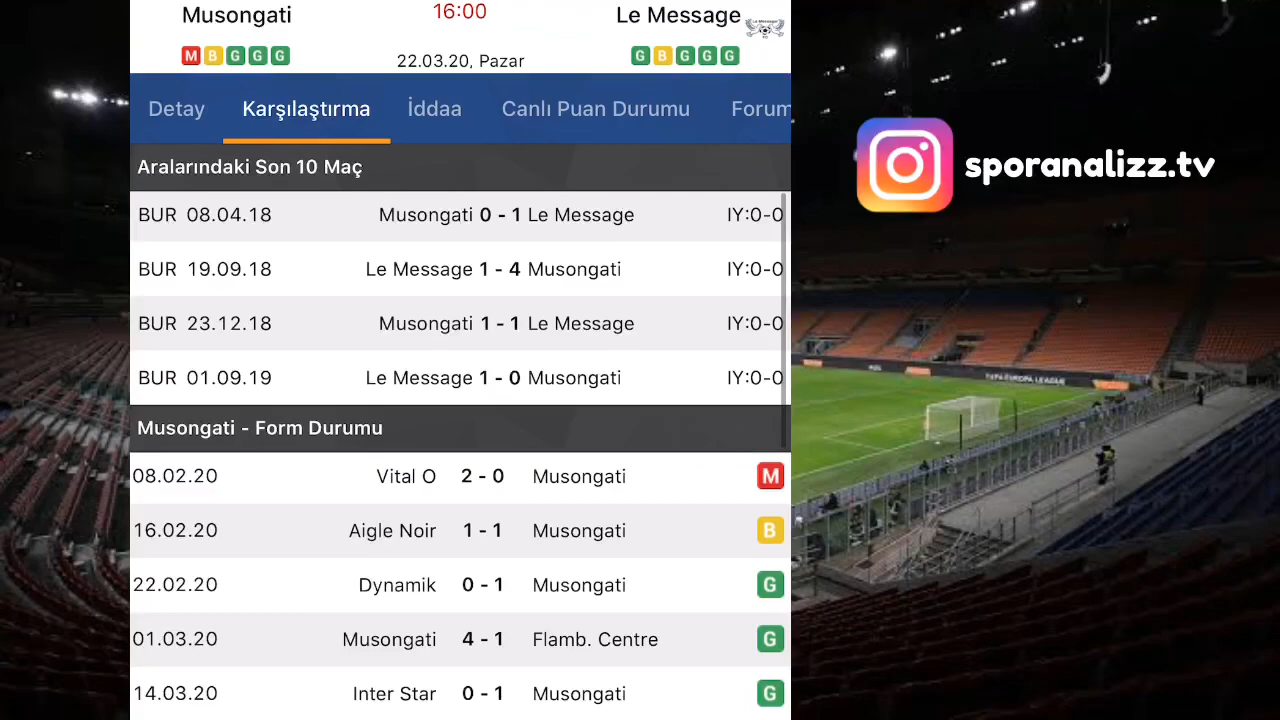 Musongati 16:00 Le Message
M B G G G 22.03.20, Pazar G B G G G
Detay Karşılaştırma İddaa Canlı Puan Durumu Forum
Aralarındaki Son 10 Maç
BUR 08.04.18 Musongati 0 - 1 Le Message IY:0-0
BUR 19.09.18 Le Message 1 - 4 Musongati IY:0-0
BUR 23.12.18 Musongati 1 - 1 Le Message IY:0-0
BUR 01.09.19 Le Message 1 - 0 Musongati IY:0-0
Musongati - Form Durumu
08.02.20 Vital O 2 - 0 Musongati M
16.02.20 Aigle Noir 1 - 1 Musongati B
22.02.20 Dynamik 0 - 1 Musongati G
01.03.20 Musongati 4 - 1 Flamb. Centre G
14.03.20 Inter Star 0 - 1 Musongati G
sporanalizz.tv
UEFA EUROPA LEAGUE